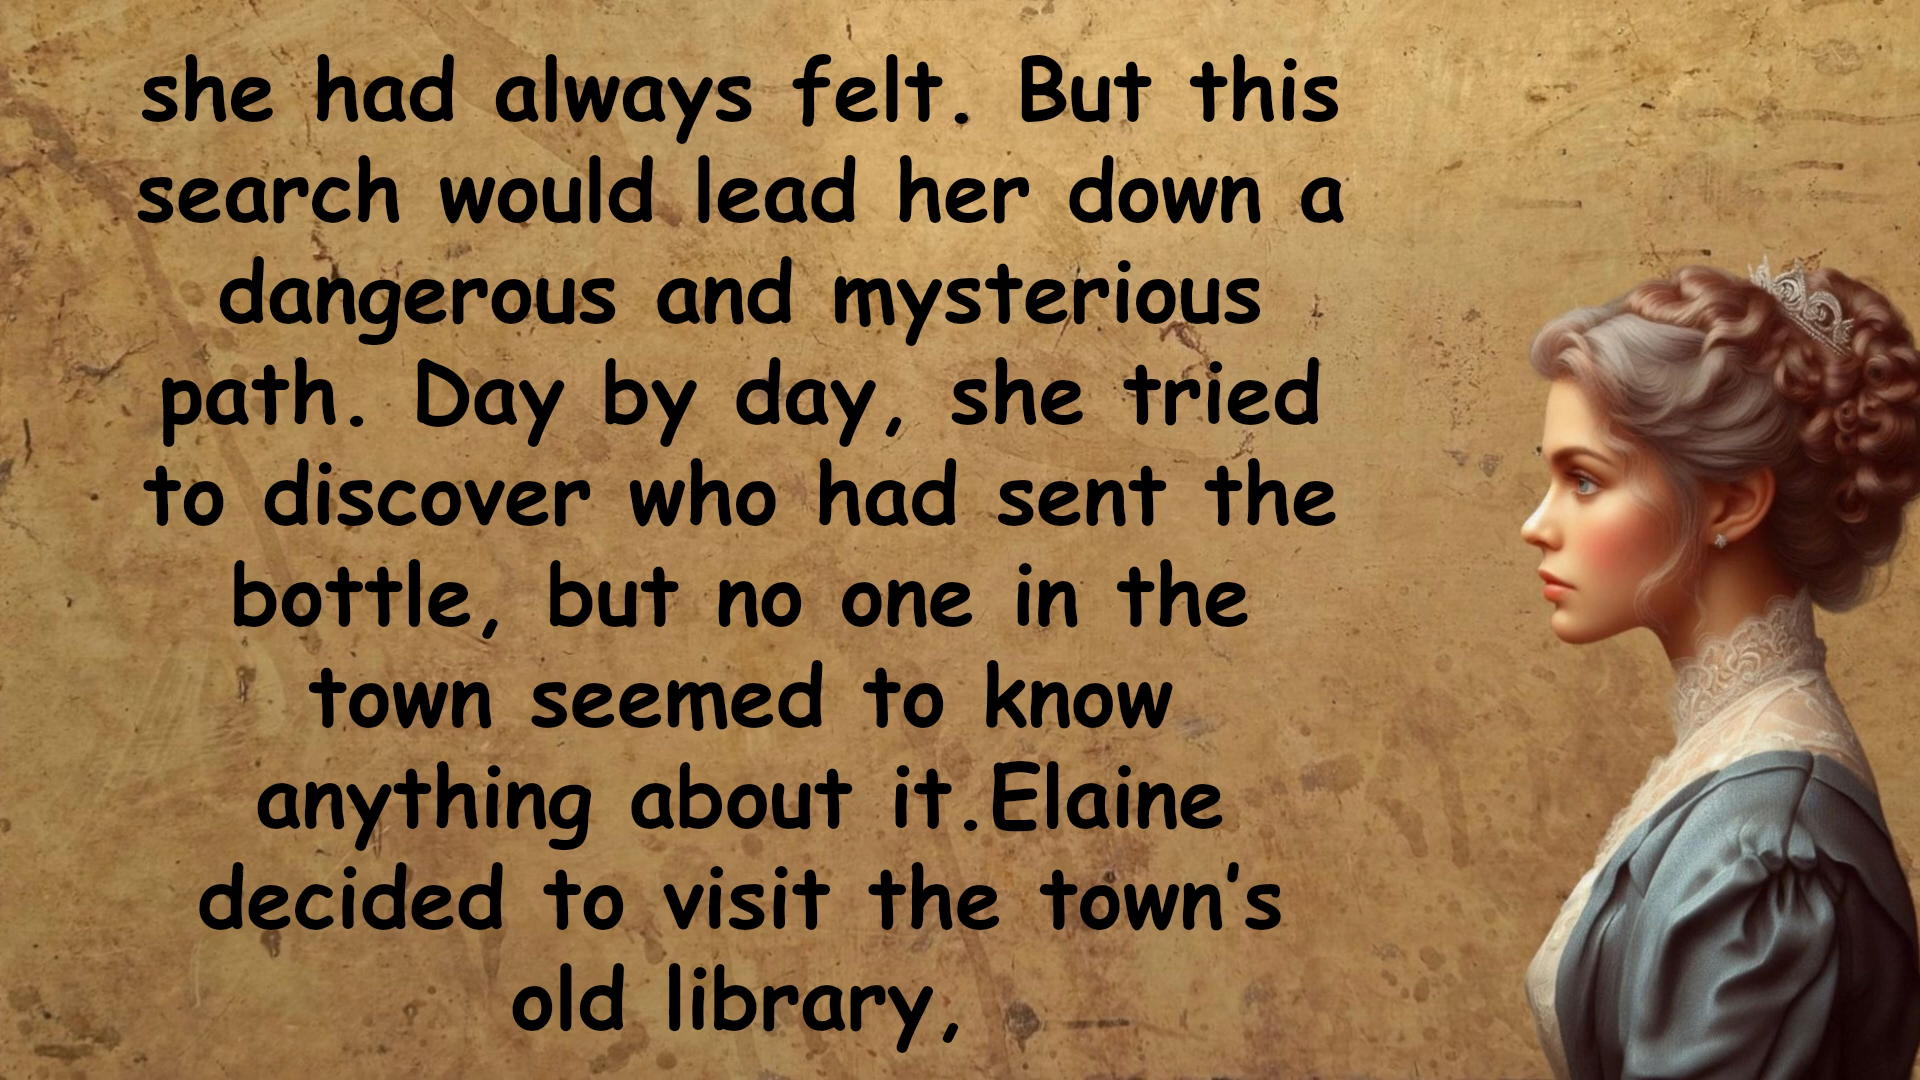 she had always felt. But this
search would lead her down a
dangerous and mysterious
path. Day by day, she tried
to discover who had sent the
bottle, but no one in the
town seemed to know
anything about it.Elaine
decided to visit the town's
old library,